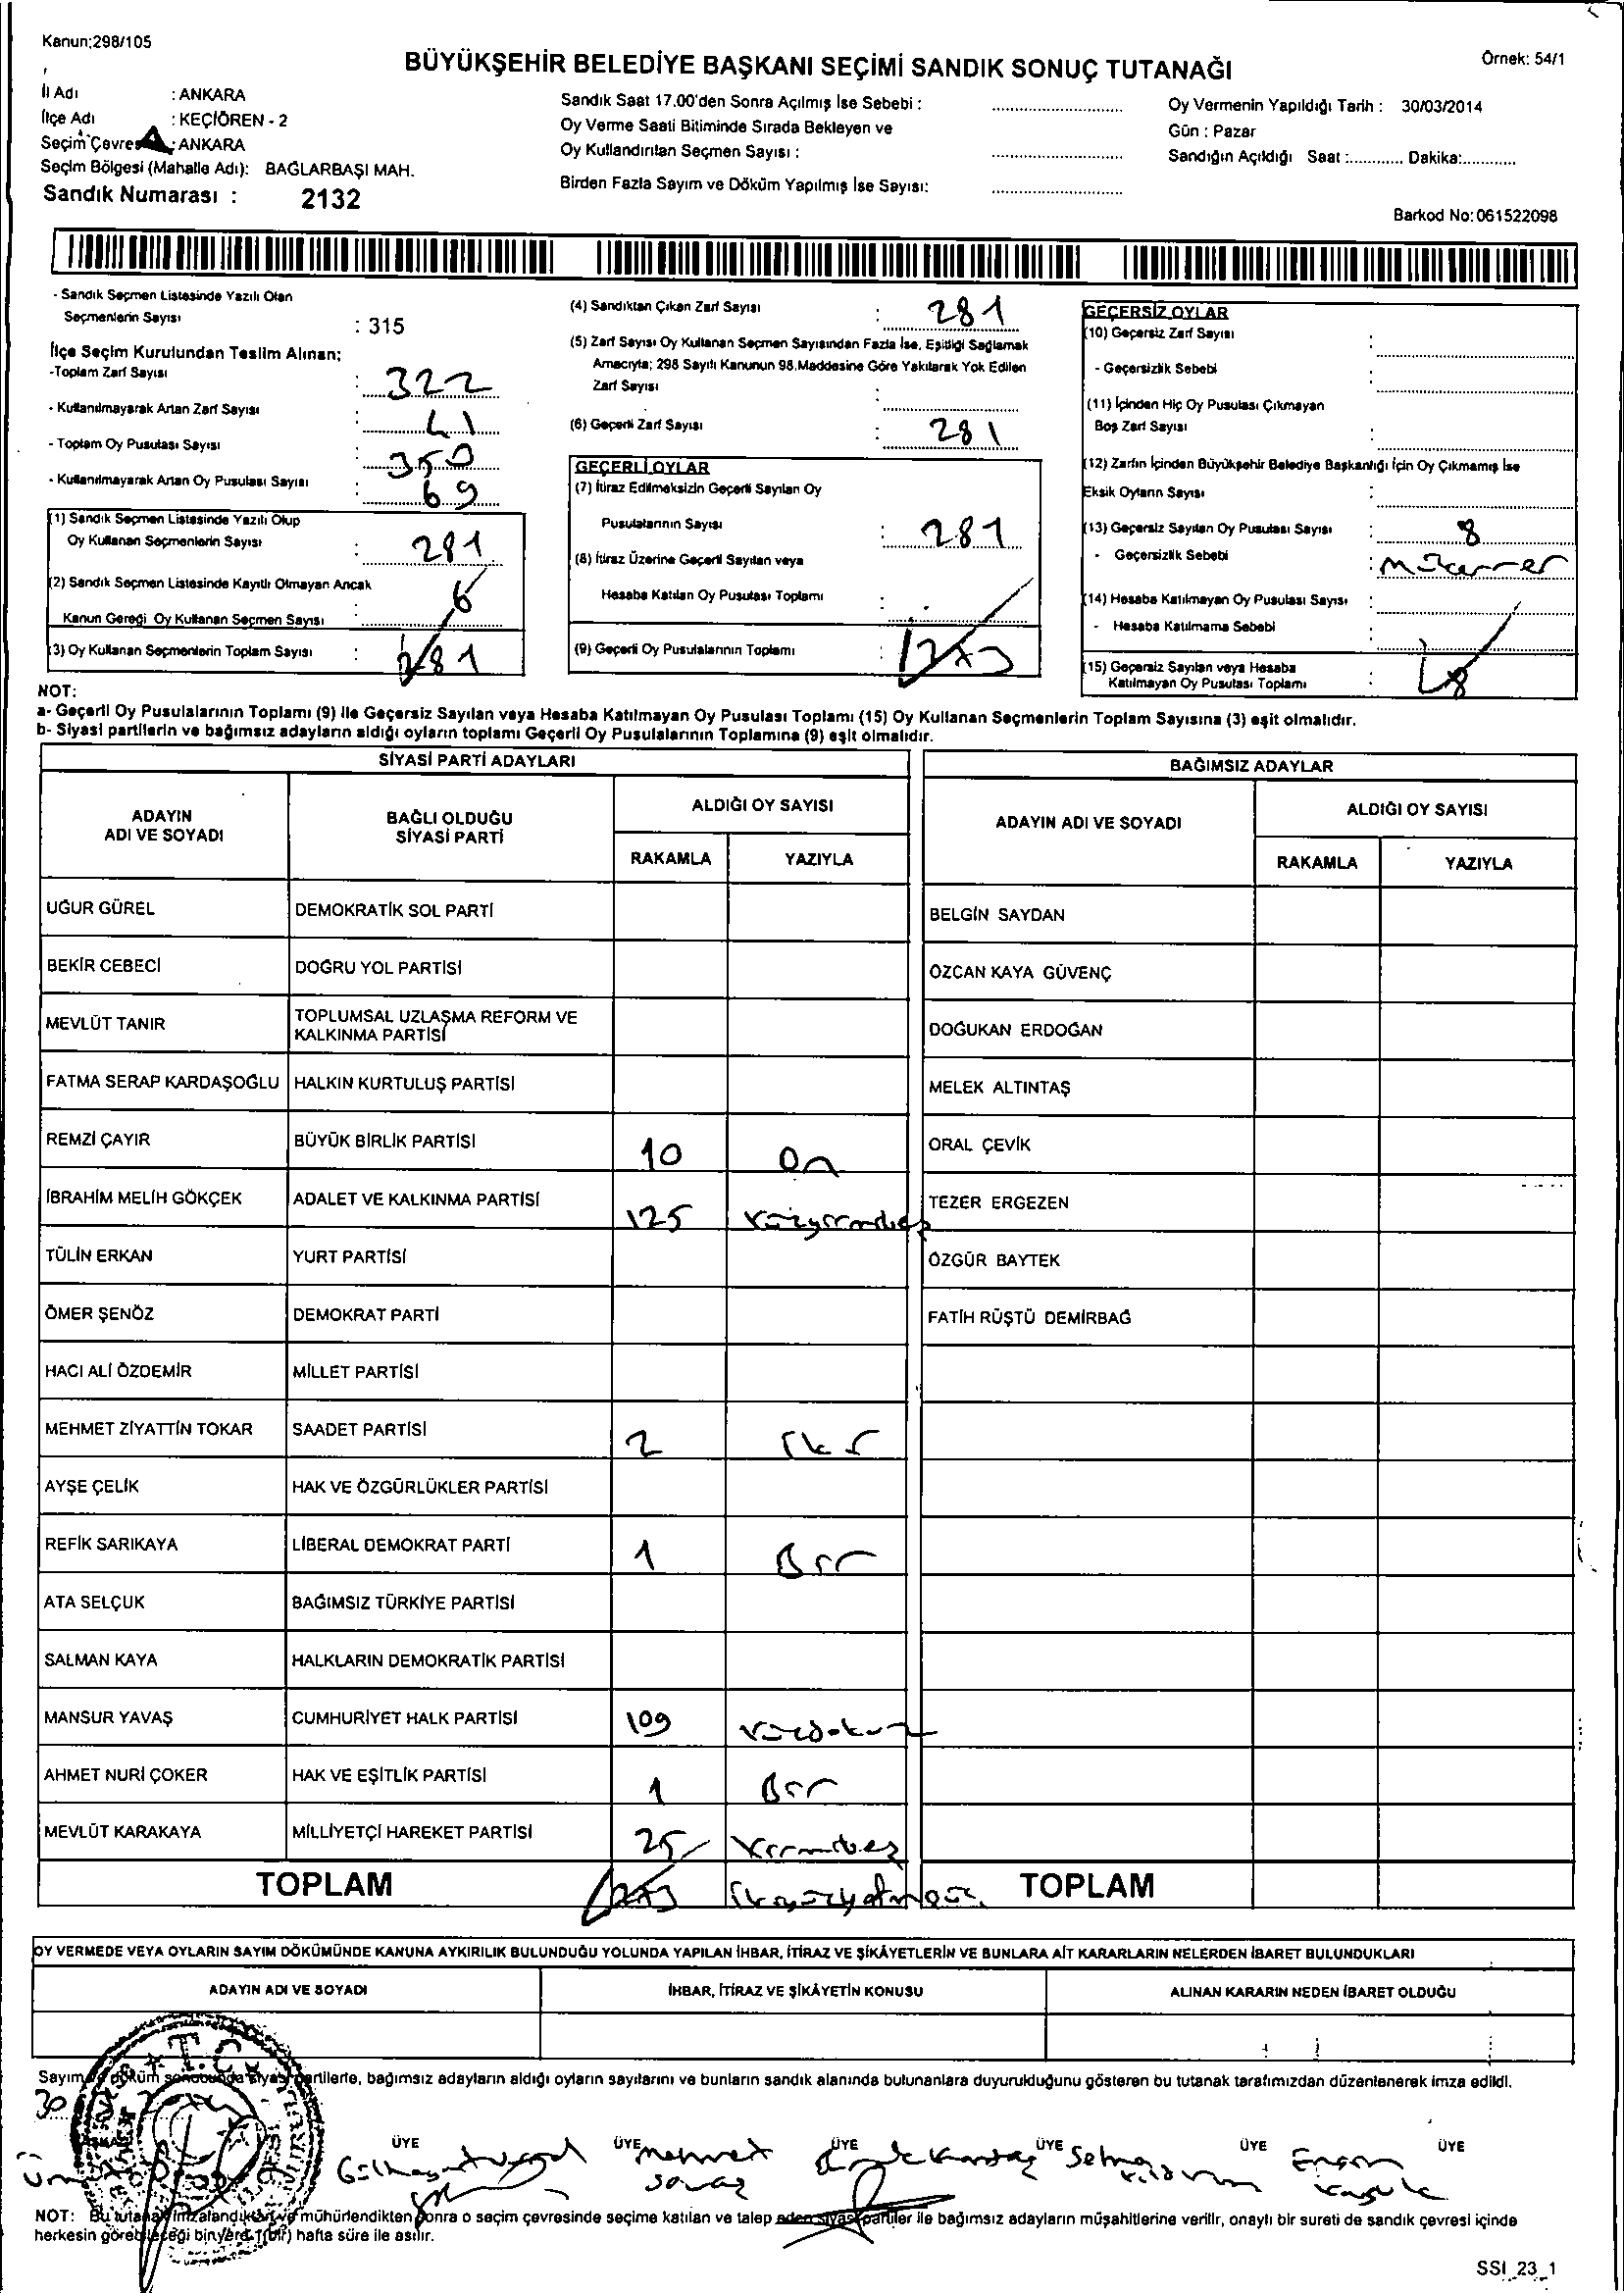 Kanun;298/105
BÜYÜKŞEHİR BELEDİYE BAŞKANI SEÇİMİ SANDIK SONUÇ TUTANAĞI
Örnek: 54/1
İl Adı : ANKARA
İlçe Adı : KEÇİÖREN - 2
Seçim Çevresi : ANKARA
Seçim Bölgesi (Mahalle Adı): BAĞLARBAŞI MAH.
Sandık Numarası : 2132
Sandık Saat 17.00'den Sonra Açılmış İse Sebebi :
Oy Verme Saati Bitiminde Sırada Bekleyen ve
Oy Kullandırılan Seçmen Sayısı :
Birden Fazla Sayım ve Döküm Yapılmış İse Sayısı:
Oy Vermenin Yapıldığı Tarih : 30/03/2014
Gün : Pazar
Sandığın Açıldığı Saat :............ Dakika:............
Barkod No: 061522098
- Sandık Seçmen Listesinde Yazılı Olan
Seçmenlerin Sayısı : 315
İlçe Seçim Kurulundan Teslim Alınan;
-Toplam Zarf Sayısı : 322
- Kullanılmayarak Artan Zarf Sayısı : 41
- Toplam Oy Pusulası Sayısı : 350
- Kullanılmayarak Artan Oy Pusulası Sayısı : 69
(1) Sandık Seçmen Listesinde Yazılı Olup
Oy Kullanan Seçmenlerin Sayısı : 281
(2) Sandık Seçmen Listesinde Kayıtlı Olmayan Ancak
Kanun Gereği Oy Kullanan Seçmen Sayısı : 6
(3) Oy Kullanan Seçmenlerin Toplam Sayısı : 281
(4) Sandıktan Çıkan Zarf Sayısı : 281
(5) Zarf Sayısı Oy Kullanan Seçmen Sayısından Fazla İse, Eşitliği Sağlamak
Amacıyla; 298 Sayılı Kanunun 98.Maddesine Göre Yakılarak Yok Edilen
Zarf Sayısı :
(6) Geçerli Zarf Sayısı : 281
GEÇERLİ OYLAR
(7) İtiraz Edilmeksizin Geçerli Sayılan Oy
Pusulalarının Sayısı : 281
(8) İtiraz Üzerine Geçerli Sayılan veya
Hesaba Katılan Oy Pusulası Toplamı :
(9) Geçerli Oy Pusulalarının Toplamı : 273
GEÇERSİZ OYLAR
(10) Geçersiz Zarf Sayısı :
- Geçersizlik Sebebi :
(11) İçinden Hiç Oy Pusulası Çıkmayan
Boş Zarf Sayısı :
(12) Zarfın İçinden Büyükşehir Belediye Başkanlığı İçin Oy Çıkmamış İse
Eksik Oyların Sayısı :
(13) Geçersiz Sayılan Oy Pusulası Sayısı : 8
- Geçersizlik Sebebi : Mükerrer
(14) Hesaba Katılmayan Oy Pusulası Sayısı :
- Hesaba Katılmama Sebebi :
(15) Geçersiz Sayılan veya Hesaba
Katılmayan Oy Pusulası Toplamı : 8
NOT:
a- Geçerli Oy Pusulalarının Toplamı (9) ile Geçersiz Sayılan veya Hesaba Katılmayan Oy Pusulası Toplamı (15) Oy Kullanan Seçmenlerin Toplam Sayısına (3) eşit olmalıdır.
b- Siyasi partilerin ve bağımsız adayların aldığı oyların toplamı Geçerli Oy Pusulalarının Toplamına (9) eşit olmalıdır.
SİYASİ PARTİ ADAYLARI
ADAYIN ADI VE SOYADI
BAĞLI OLDUĞU SİYASİ PARTİ
ALDIĞI OY SAYISI
RAKAMLA YAZIYLA
UĞUR GÜREL DEMOKRATİK SOL PARTİ
BEKİR CEBECİ DOĞRU YOL PARTİSİ
MEVLÜT TANIR TOPLUMSAL UZLAŞMA REFORM VE
KALKINMA PARTİSİ
FATMA SERAP KARDAŞOĞLU HALKIN KURTULUŞ PARTİSİ
REMZİ ÇAYIR BÜYÜK BİRLİK PARTİSİ 10 On
İBRAHİM MELİH GÖKÇEK ADALET VE KALKINMA PARTİSİ 125 Yüzyirmibeş
TÜLİN ERKAN YURT PARTİSİ
ÖMER ŞENÖZ DEMOKRAT PARTİ
HACI ALİ ÖZDEMİR MİLLET PARTİSİ
MEHMET ZİYATTİN TOKAR SAADET PARTİSİ 2 İki
AYŞE ÇELİK HAK VE ÖZGÜRLÜKLER PARTİSİ
REFİK SARIKAYA LİBERAL DEMOKRAT PARTİ 1 Bir
ATA SELÇUK BAĞIMSIZ TÜRKİYE PARTİSİ
SALMAN KAYA HALKLARIN DEMOKRATİK PARTİSİ
MANSUR YAVAŞ CUMHURİYET HALK PARTİSİ 109 Yüzdokuz
AHMET NURİ ÇOKER HAK VE EŞİTLİK PARTİSİ 1 Bir
MEVLÜT KARAKAYA MİLLİYETÇİ HAREKET PARTİSİ 25 Yirmibeş
TOPLAM 273 İkiyüzyetmişüç
BAĞIMSIZ ADAYLAR
ADAYIN ADI VE SOYADI
ALDIĞI OY SAYISI
RAKAMLA YAZIYLA
BELGİN SAYDAN
ÖZCAN KAYA GÜVENÇ
DOĞUKAN ERDOĞAN
MELEK ALTINTAŞ
ORAL ÇEVİK
TEZER ERGEZEN
ÖZGÜR BAYTEK
FATİH RÜŞTÜ DEMİRBAĞ
TOPLAM
OY VERMEDE VEYA OYLARIN SAYIM DÖKÜMÜNDE KANUNA AYKIRILIK BULUNDUĞU YOLUNDA YAPILAN İHBAR, İTİRAZ VE ŞİKÂYETLERİN VE BUNLARA AİT KARARLARIN NELERDEN İBARET BULUNDUKLARI
ADAYIN ADI VE SOYADI İHBAR, İTİRAZ VE ŞİKÂYETİN KONUSU ALINAN KARARIN NEDEN İBARET OLDUĞU
T.C.
Sayım ve döküm sonucunda siyasi partilerle, bağımsız adayların aldığı oyların sayılarını ve bunların sandık alanında bulunanlara duyurulduğunu gösteren bu tutanak tarafımızdan düzenlenerek imza edildi.
30
ÜYE ÜYE ÜYE ÜYE ÜYE ÜYE
Mehmet Selma
NOT: Bu tutanak imzalandıktan ve mühürlendikten sonra o seçim çevresinde seçime katılan ve talep eden siyasi partiler ile bağımsız adayların müşahitlerine verilir, onaylı bir sureti de sandık çevresi içinde
herkesin görebileceği bir yere 1(bir) hafta süre ile asılır.
SSI_23_1